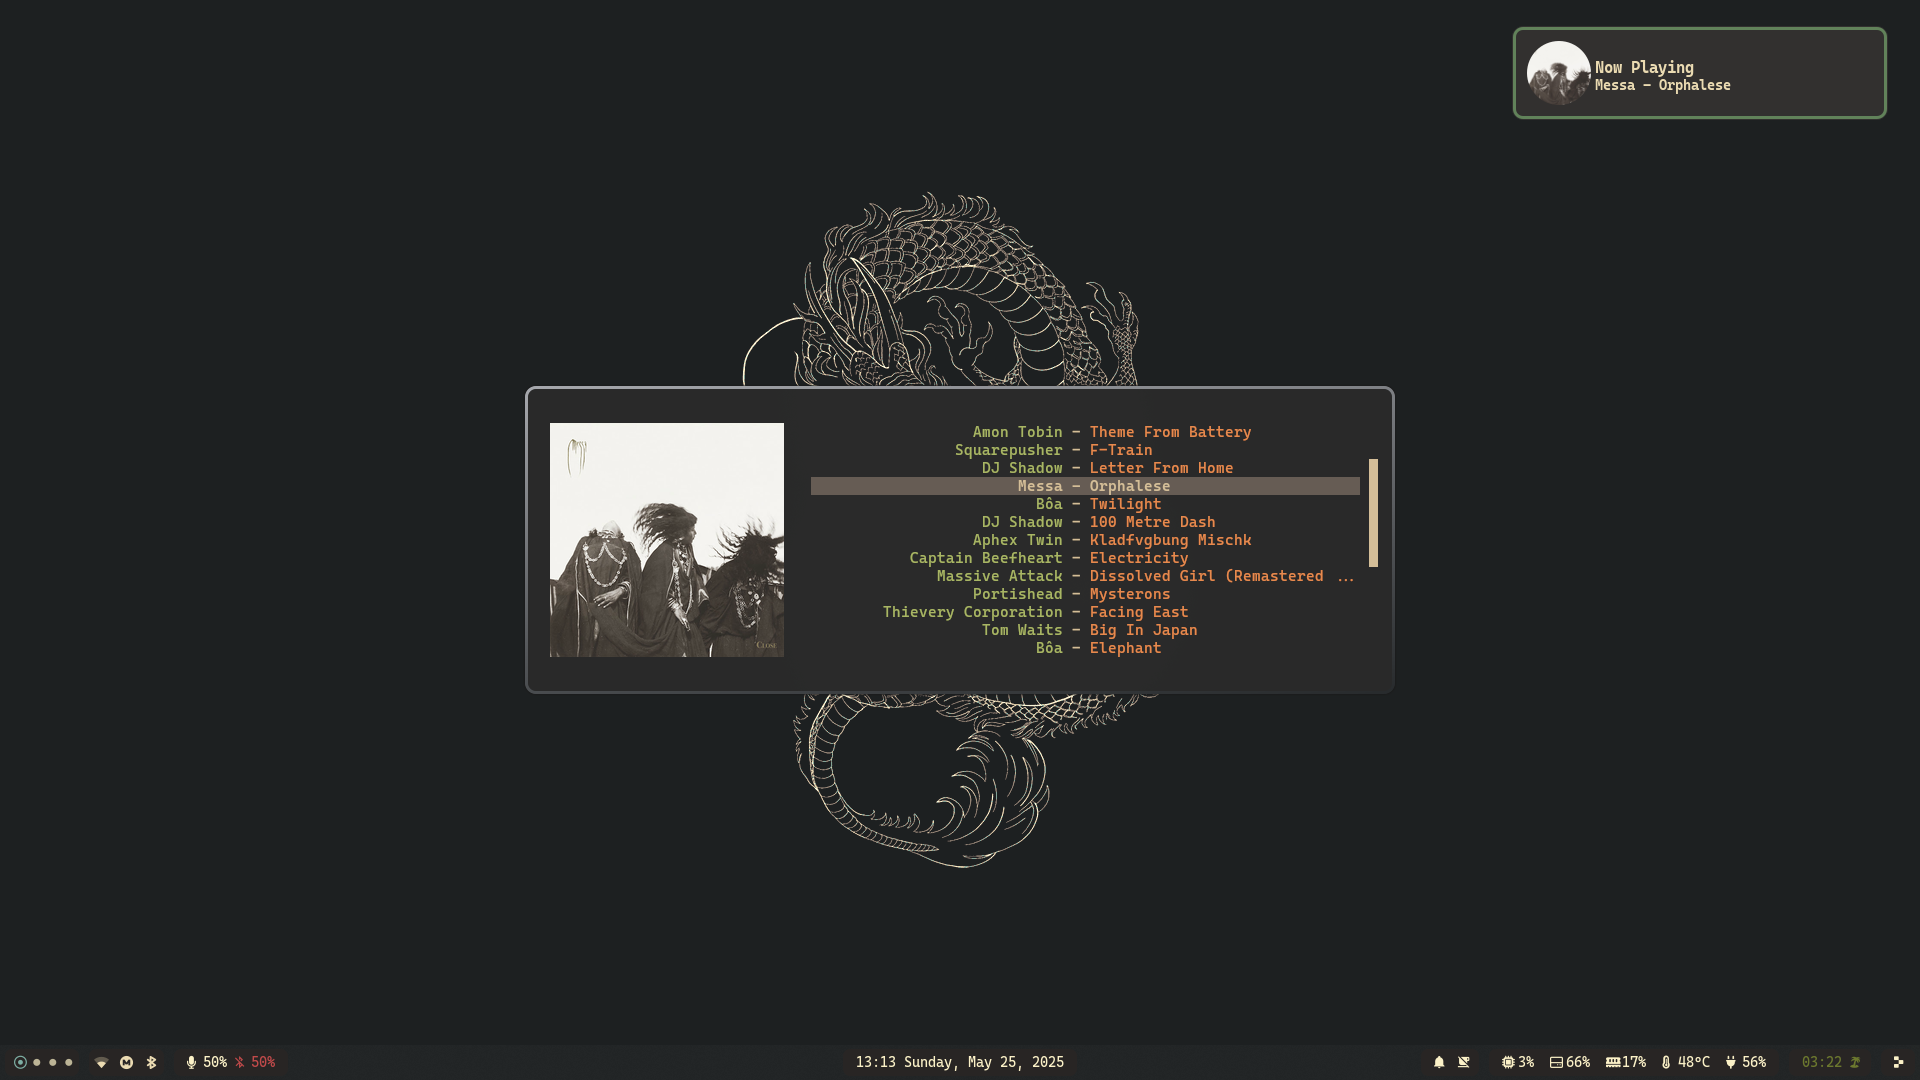 Now Playing
Messa – Orphalese
Amon Tobin – Theme From Battery
Squarepusher – F-Train
DJ Shadow – Letter From Home
Messa – Orphalese
Bôa – Twilight
DJ Shadow – 100 Metre Dash
Aphex Twin – Kladfvgbung Mischk
Captain Beefheart – Electricity
Massive Attack – Dissolved Girl (Remastered ...
Portishead – Mysterons
Thievery Corporation – Facing East
Tom Waits – Big In Japan
Bôa – Elephant
CLOSE
50% 50%
13:13 Sunday, May 25, 2025
3% 66% 17% 48°C 56% 03:22